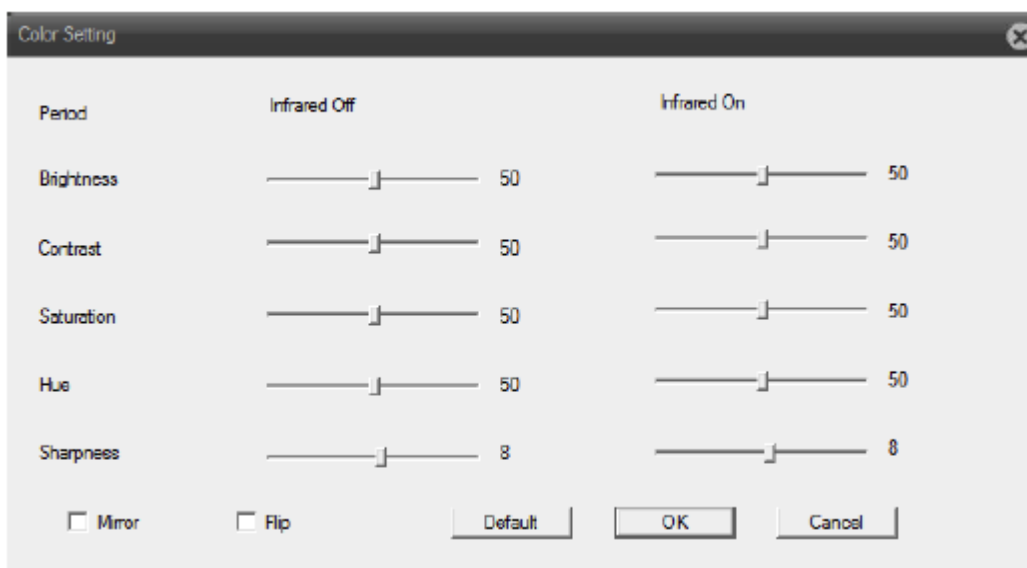 Color Setting
Period Infrared Off Infrared On
Brightness 50 50
Contrast 50 50
Saturation 50 50
Hue 50 50
Sharpness 8 8
Mirror Flip Default OK Cancel